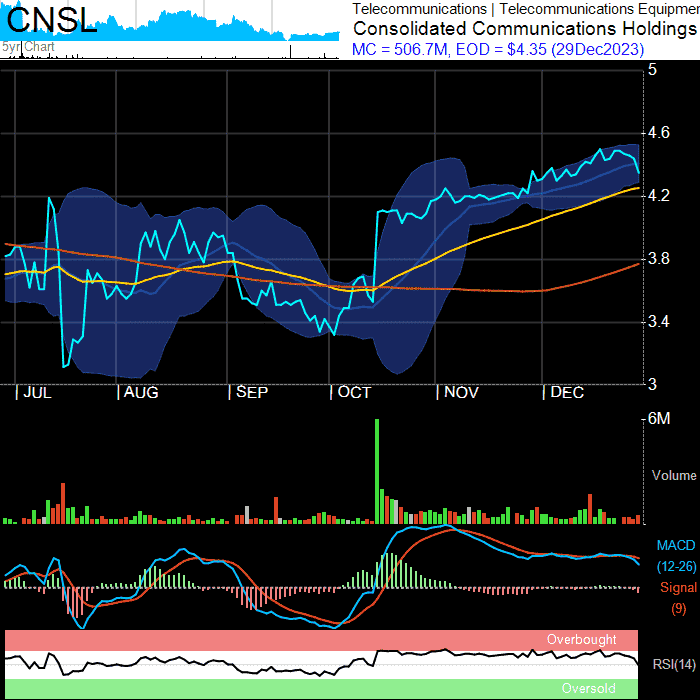 CNSL
5yr Chart
Telecommunications | Telecommunications Equipmen
Consolidated Communications Holdings
MC = 506.7M, EOD = $4.35 (29Dec2023)
5
4.6
4.2
3.8
3.4
3
| JUL | AUG | SEP | OCT | NOV | DEC
6M
Volume
MACD
(12-26)
Signal
(9)
Overbought
RSI(14)
Oversold